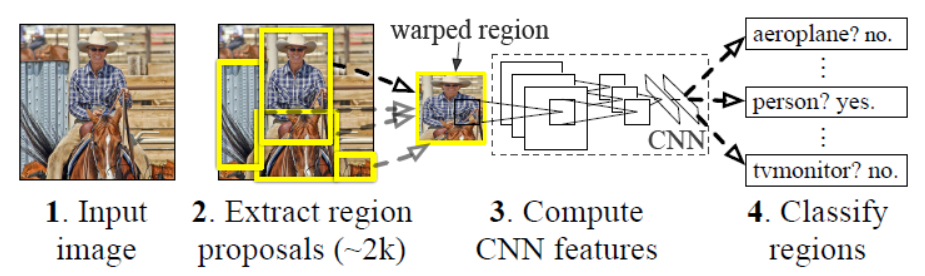 warped region
aeroplane? no.
person? yes.
CNN
tvmonitor? no.
1. Input
image
2. Extract region
proposals (~2k)
3. Compute
CNN features
4. Classify
regions